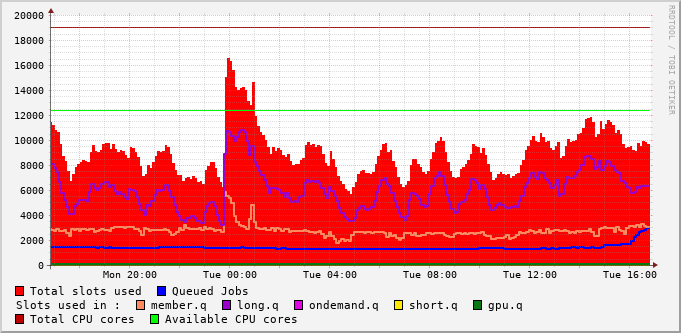 20000
18000
16000
14000
12000
10000
8000
6000
4000
2000
0
Mon 20:00 Tue 00:00 Tue 04:00 Tue 08:00 Tue 12:00 Tue 16:00
RRDTOOL / TOBI OETIKER
Total slots used Queued Jobs
Slots used in : member.q long.q ondemand.q short.q gpu.q
Total CPU cores Available CPU cores